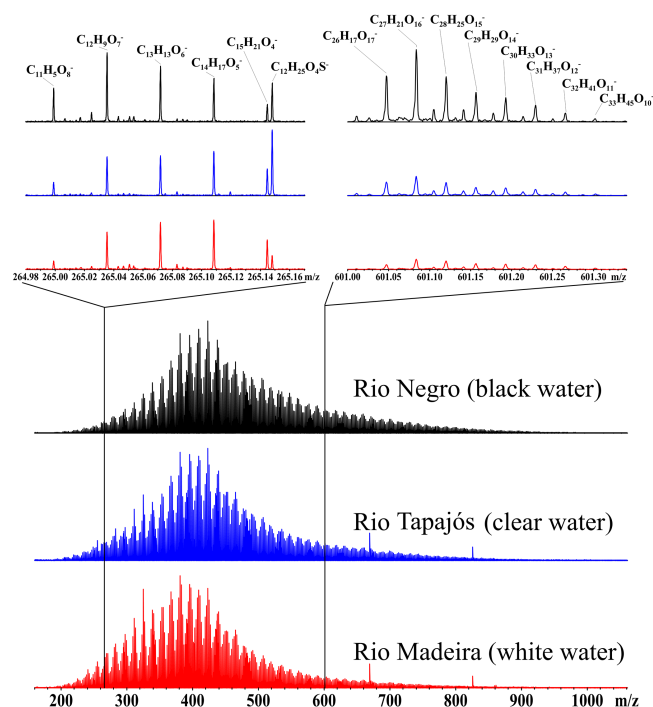 C12H9O7-
C27H21O16- C28H25O15-
C15H21O4-
C26H17O17- C29H29O14-
C13H13O6-
C30H33O13-
C11H5O8- C14H17O5- C12H25O4S-
C31H37O12-
C32H41O11-
C33H45O10-
264.98 265.00 265.02 265.04 265.06 265.08 265.10 265.12 265.14 265.16 m/z
601.00 601.05 601.10 601.15 601.20 601.25 601.30 m/z
Rio Negro (black water)
Rio Tapajós (clear water)
Rio Madeira (white water)
200 300 400 500 600 700 800 900 1000 m/z